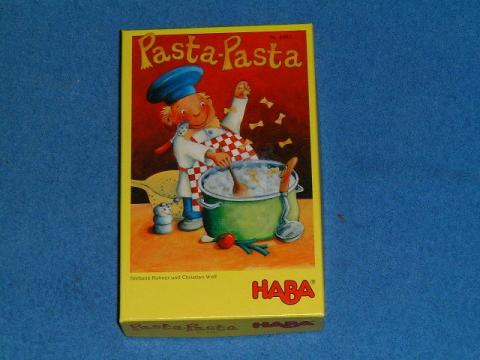 Pasta-Pasta
Stefanie Rohner und Christian Wolf
HABA®
Pasta-Pasta
HABA